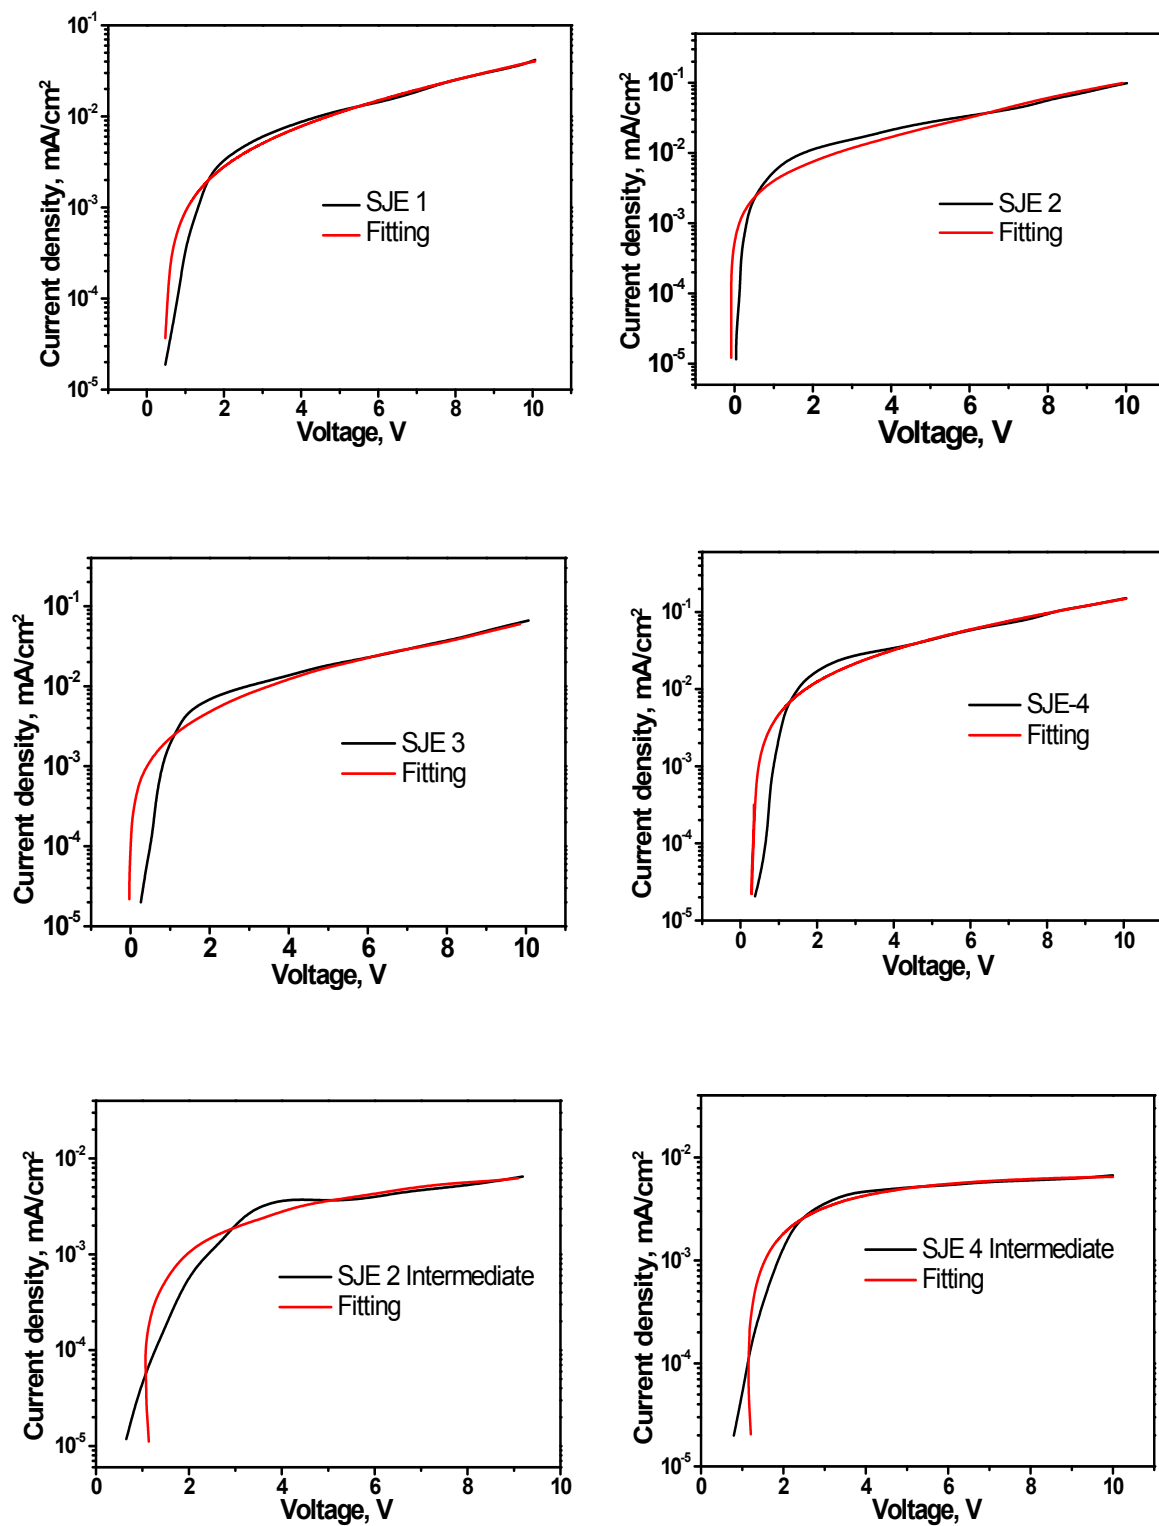 10⁻¹
10⁻²
10⁻³
10⁻⁴
10⁻⁵
Current density, mA/cm²
SJE 1
Fitting
0 2 4 6 8 10
Voltage, V
10⁻¹
10⁻²
10⁻³
10⁻⁴
10⁻⁵
Current density, mA/cm²
SJE 2
Fitting
0 2 4 6 8 10
Voltage, V
10⁻¹
10⁻²
10⁻³
10⁻⁴
10⁻⁵
Current density, mA/cm²
SJE 3
Fitting
0 2 4 6 8 10
Voltage, V
10⁻¹
10⁻²
10⁻³
10⁻⁴
10⁻⁵
Current density, mA/cm²
SJE-4
Fitting
0 2 4 6 8 10
Voltage, V
10⁻²
10⁻³
10⁻⁴
10⁻⁵
Current density, mA/cm²
SJE 2 Intermediate
Fitting
0 2 4 6 8 10
Voltage, V
10⁻²
10⁻³
10⁻⁴
10⁻⁵
Current density, mA/cm²
SJE 4 Intermediate
Fitting
0 2 4 6 8 10
Voltage, V